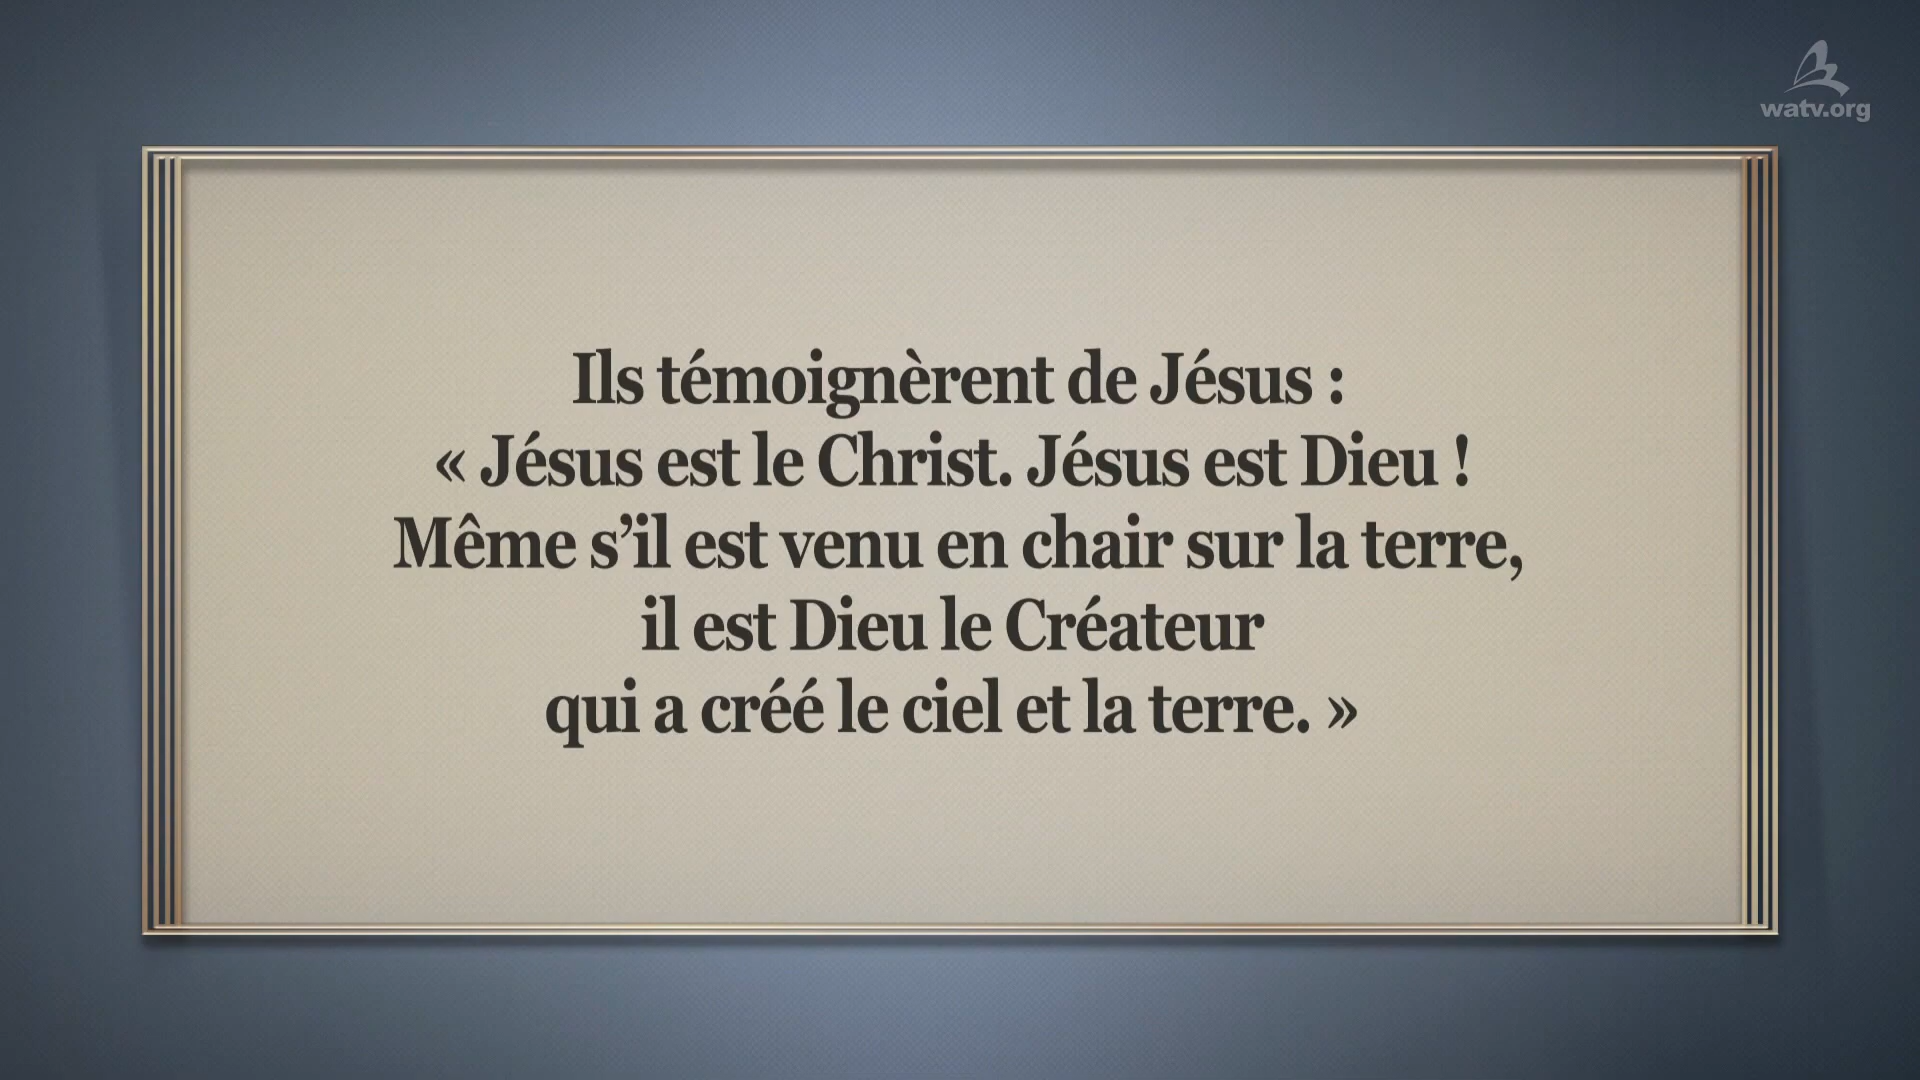 watv.org
Ils témoignèrent de Jésus :
« Jésus est le Christ. Jésus est Dieu !
Même s’il est venu en chair sur la terre,
il est Dieu le Créateur
qui a créé le ciel et la terre. »